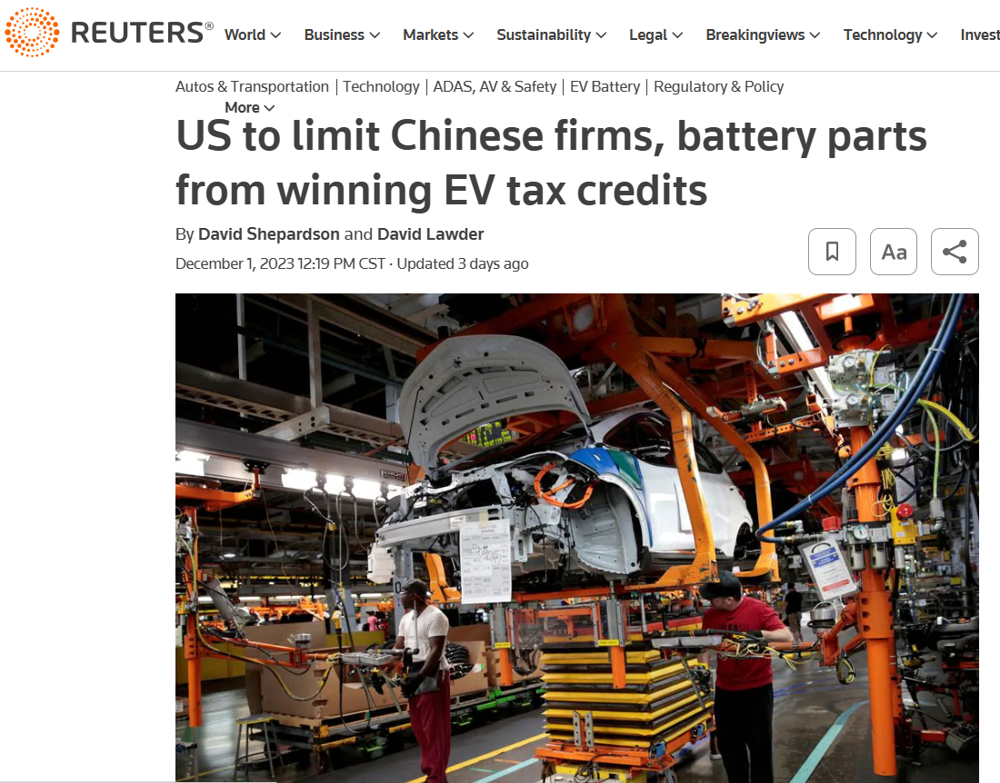 REUTERS®
World Business Markets Sustainability Legal Breakingviews Technology Invest
Autos & Transportation | Technology | ADAS, AV & Safety | EV Battery | Regulatory & Policy
More
US to limit Chinese firms, battery parts
from winning EV tax credits
By David Shepardson and David Lawder
December 1, 2023 12:19 PM CST · Updated 3 days ago
Aa
KNIGHT